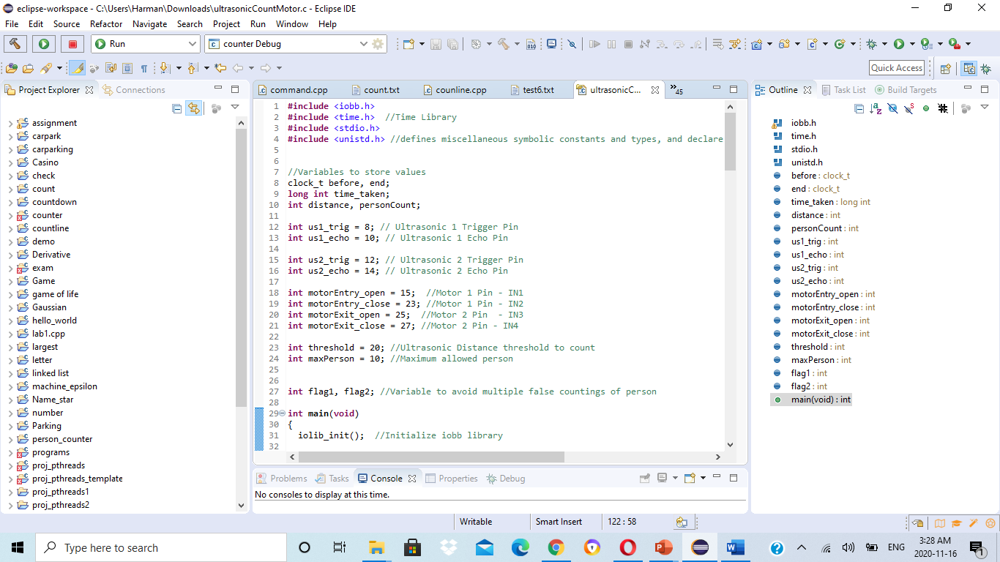 eclipse-workspace - C:\Users\Harman\Downloads\ultrasonicCountMotor.c - Eclipse IDE
File Edit Source Refactor Navigate Search Project Run Window Help
Run
counter Debug
Quick Access
Project Explorer
Connections
assignment
carpark
carparking
Casino
check
count
countdown
counter
countline
demo
Derivative
exam
Game
game of life
Gaussian
hello_world
lab1.cpp
largest
letter
linked list
machine_epsilon
Name_star
number
Parking
person_counter
programs
proj_pthreads
proj_pthreads_template
proj_pthreads1
proj_pthreads2
command.cpp
count.txt
counline.cpp
test6.txt
ultrasonicC...
45
1 #include <iobb.h>
2 #include <time.h>  //Time Library
3 #include <stdio.h>
4 #include <unistd.h> //defines miscellaneous symbolic constants and types, and declare
5
6
7 //Variables to store values
8 clock_t before, end;
9 long int time_taken;
10 int distance, personCount;
11
12 int us1_trig = 8; // Ultrasonic 1 Trigger Pin
13 int us1_echo = 10; // Ultrasonic 1 Echo Pin
14
15 int us2_trig = 12; // Ultrasonic 2 Trigger Pin
16 int us2_echo = 14; // Ultrasonic 2 Echo Pin
17
18 int motorEntry_open = 15;  //Motor 1 Pin - IN1
19 int motorEntry_close = 23; //Motor 1 Pin - IN2
20 int motorExit_open = 25;  //Motor 2 Pin  - IN3
21 int motorExit_close = 27; //Motor 2 Pin - IN4
22
23 int threshold = 20; //Ultrasonic Distance threshold to count
24 int maxPerson = 10; //Maximum allowed person
25
26
27 int flag1, flag2; //Variable to avoid multiple false countings of person
28
29 int main(void)
30 {
31   iolib_init();  //Initialize iobb library
32
Problems
Tasks
Console
Properties
Debug
No consoles to display at this time.
Outline
Task List
Build Targets
iobb.h
time.h
stdio.h
unistd.h
before : clock_t
end : clock_t
time_taken : long int
distance : int
personCount : int
us1_trig : int
us1_echo : int
us2_trig : int
us2_echo : int
motorEntry_open : int
motorEntry_close : int
motorExit_open : int
motorExit_close : int
threshold : int
maxPerson : int
flag1 : int
flag2 : int
main(void) : int
Writable
Smart Insert
122 : 58
Type here to search
ENG
3:28 AM
2020-11-16
1